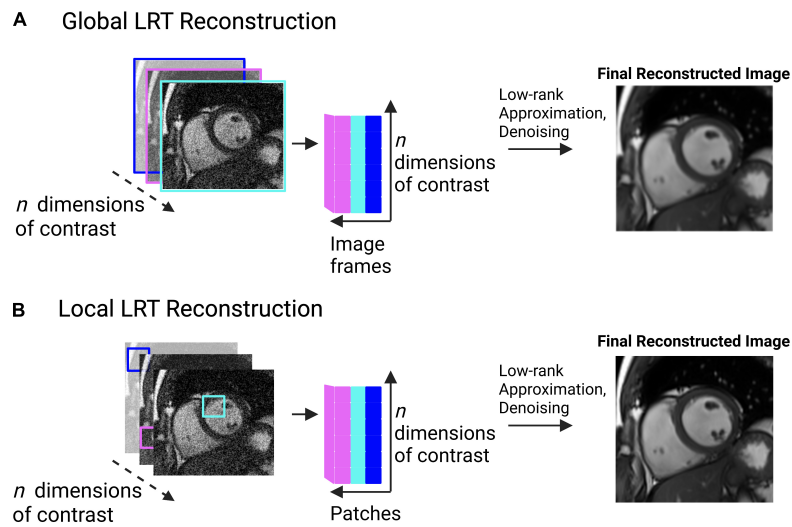 A
Global LRT Reconstruction
Final Reconstructed Image
Low-rank
Approximation,
Denoising
n
dimensions
of contrast
n dimensions
of contrast
Image
frames
B
Local LRT Reconstruction
Final Reconstructed Image
Low-rank
Approximation,
Denoising
n
dimensions
of contrast
n dimensions
of contrast
Patches